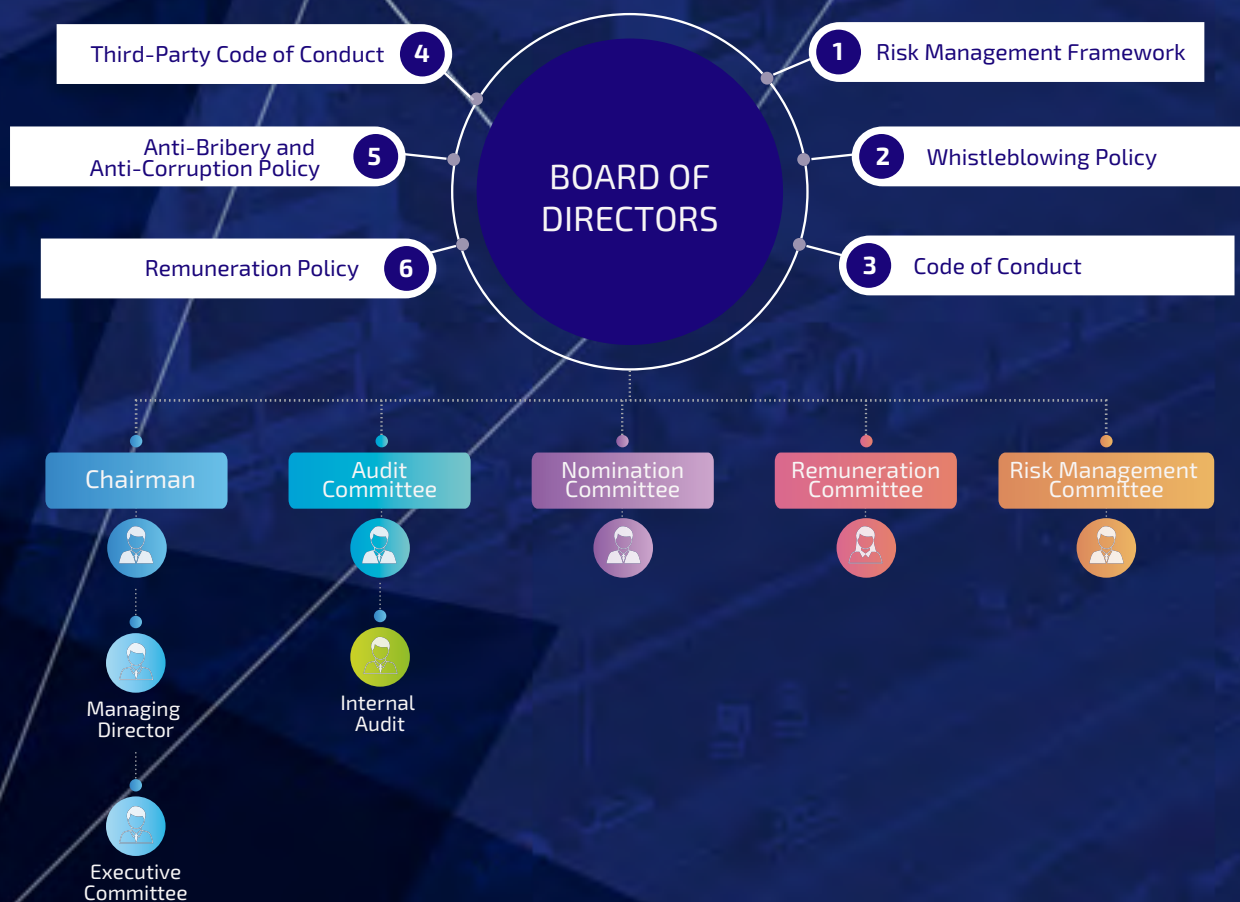 Third-Party Code of Conduct 4
1 Risk Management Framework
Anti-Bribery and
Anti-Corruption Policy 5
2 Whistleblowing Policy
Remuneration Policy 6
3 Code of Conduct
BOARD OF
DIRECTORS
Chairman
Audit
Committee
Nomination
Committee
Remuneration
Committee
Risk Management
Committee
Managing
Director
Internal
Audit
Executive
Committee